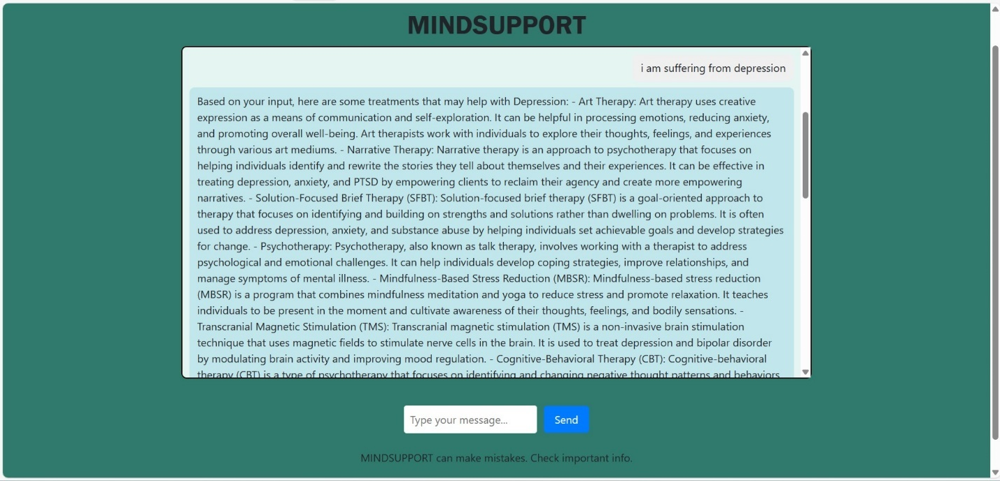 MINDSUPPORT
i am suffering from depression
Based on your input, here are some treatments that may help with Depression: - Art Therapy: Art therapy uses creative
expression as a means of communication and self-exploration. It can be helpful in processing emotions, reducing anxiety,
and promoting overall well-being. Art therapists work with individuals to explore their thoughts, feelings, and experiences
through various art mediums. - Narrative Therapy: Narrative therapy is an approach to psychotherapy that focuses on
helping individuals identify and rewrite the stories they tell about themselves and their experiences. It can be effective in
treating depression, anxiety, and PTSD by empowering clients to reclaim their agency and create more empowering
narratives. - Solution-Focused Brief Therapy (SFBT): Solution-focused brief therapy (SFBT) is a goal-oriented approach to
therapy that focuses on identifying and building on strengths and solutions rather than dwelling on problems. It is often
used to address depression, anxiety, and substance abuse by helping individuals set achievable goals and develop strategies
for change. - Psychotherapy: Psychotherapy, also known as talk therapy, involves working with a therapist to address
psychological and emotional challenges. It can help individuals develop coping strategies, improve relationships, and
manage symptoms of mental illness. - Mindfulness-Based Stress Reduction (MBSR): Mindfulness-based stress reduction
(MBSR) is a program that combines mindfulness meditation and yoga to reduce stress and promote relaxation. It teaches
individuals to be present in the moment and cultivate awareness of their thoughts, feelings, and bodily sensations. -
Transcranial Magnetic Stimulation (TMS): Transcranial magnetic stimulation (TMS) is a non-invasive brain stimulation
technique that uses magnetic fields to stimulate nerve cells in the brain. It is used to treat depression and bipolar disorder
by modulating brain activity and improving mood regulation. - Cognitive-Behavioral Therapy (CBT): Cognitive-behavioral
therapy (CBT) is a type of psychotherapy that focuses on identifying and changing negative thought patterns and behaviors
Type your message...
Send
MINDSUPPORT can make mistakes. Check important info.